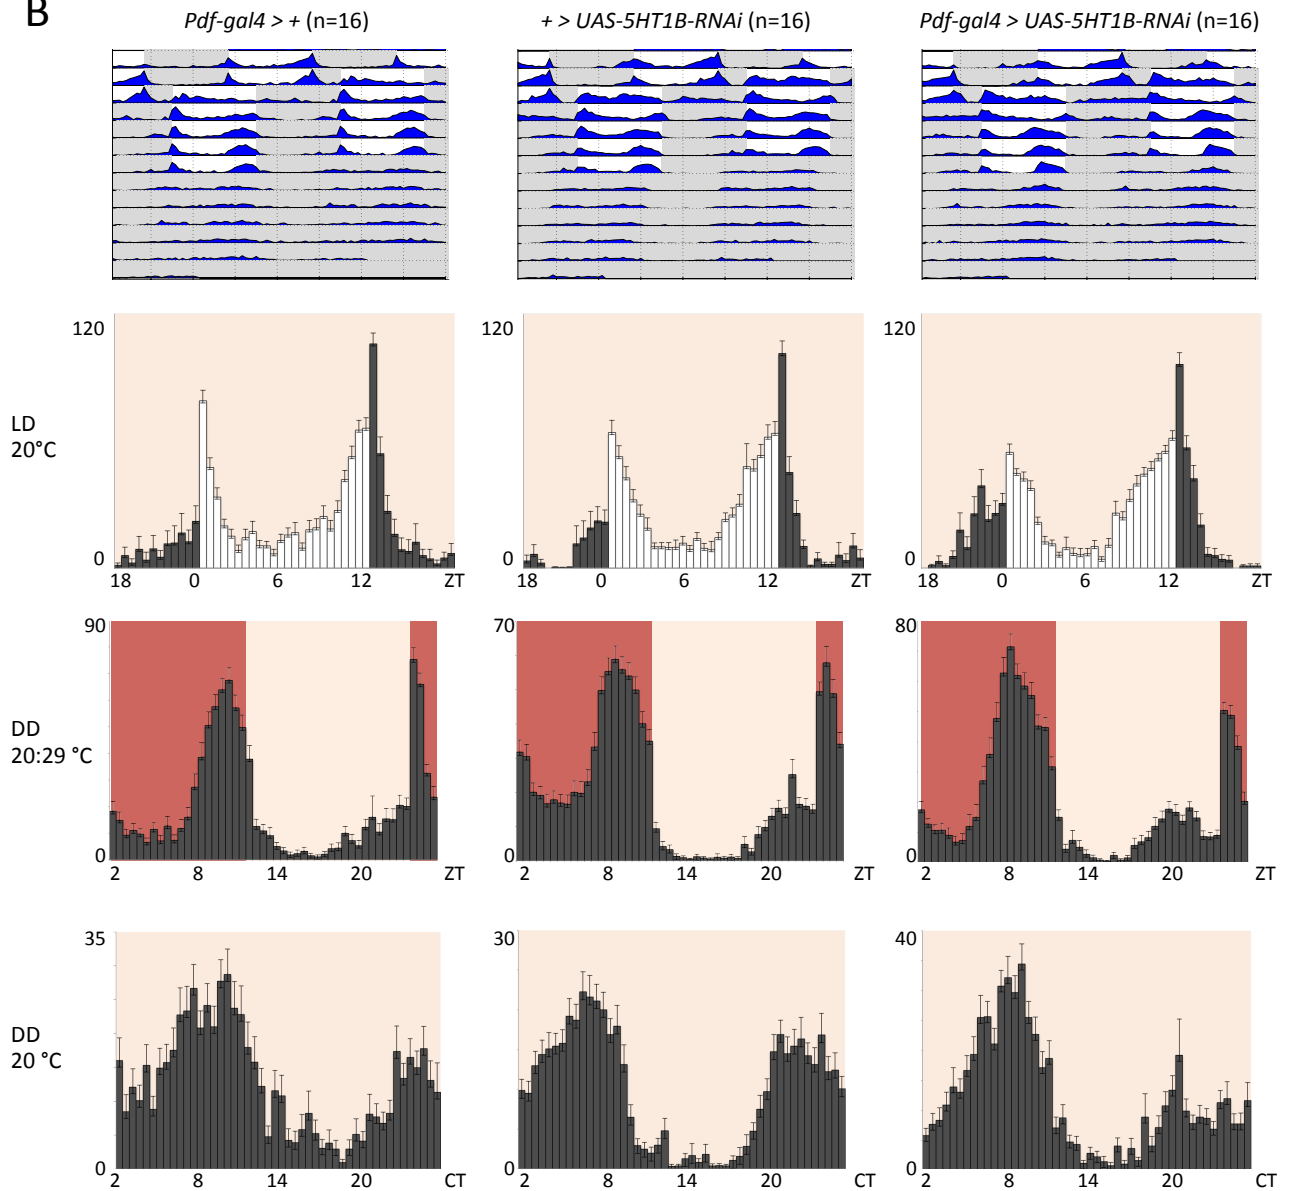 B
Pdf-gal4 > + (n=16)
+ > UAS-5HT1B-RNAi (n=16)
Pdf-gal4 > UAS-5HT1B-RNAi (n=16)
LD
20°C
120
0
18 0 6 12 ZT
120
0
18 0 6 12 ZT
120
0
18 0 6 12 ZT
DD
20:29 °C
90
0
2 8 14 20 ZT
70
0
2 8 14 20 ZT
80
0
2 8 14 20 ZT
DD
20 °C
35
0
2 8 14 20 CT
30
0
2 8 14 20 CT
40
0
2 8 14 20 CT